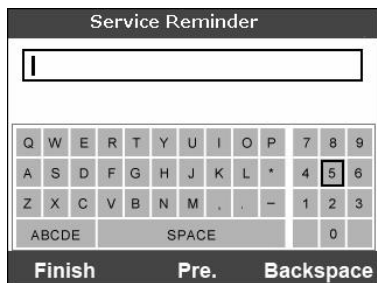 Service Reminder
Q W E R T Y U I O P 7 8 9
A S D F G H J K L * 4 5 6
Z X C V B N M , . - 1 2 3
ABCDE SPACE 0
Finish Pre. Backspace